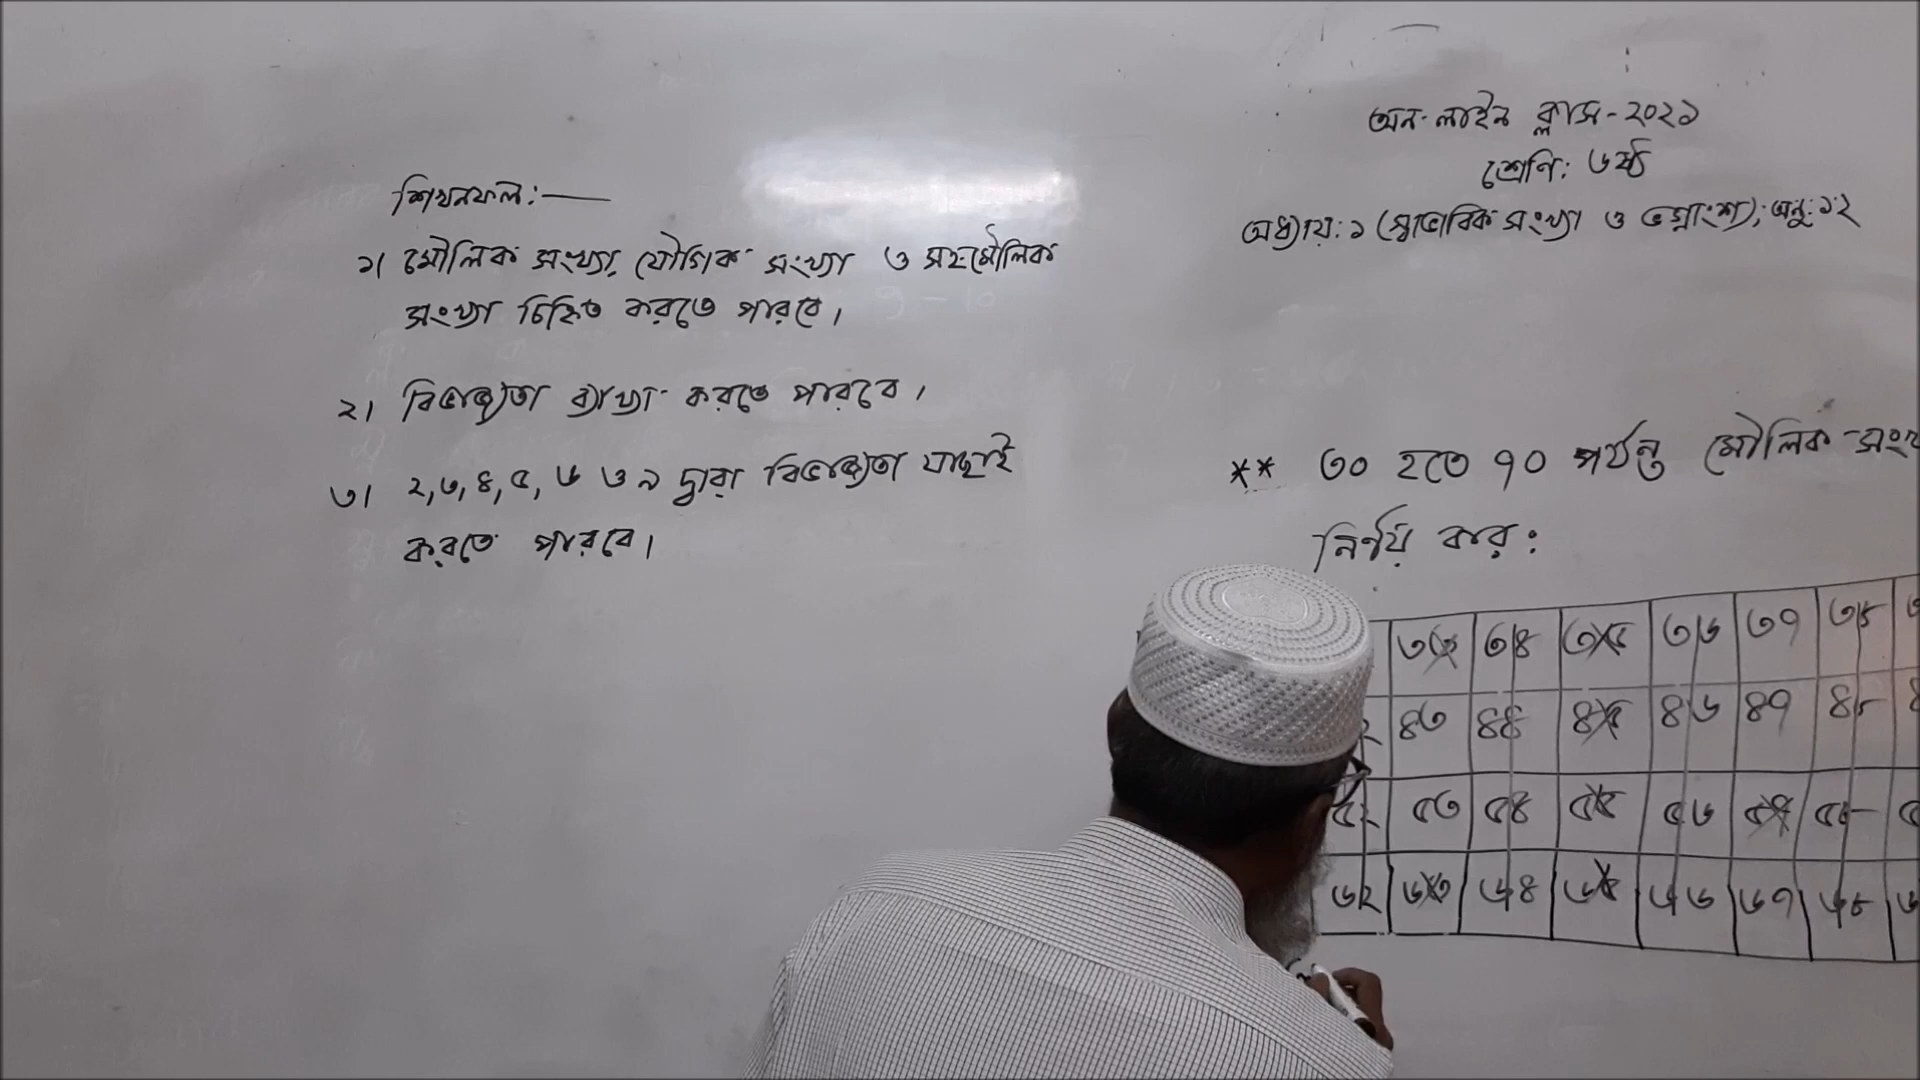 শিখনফল:—
১। মৌলিক সংখ্যা, যৌগিক সংখ্যা ও সহমৌলিক
সংখ্যা চিহ্নিত করতে পারবে।
২। বিভাজ্যতা ব্যাখ্যা করতে পারবে।
৩। ২,৩,৪,৫,৬ ও ৯ দ্বারা বিভাজ্যতা যাচাই
করতে পারবে।
অন-লাইন ক্লাস-২০২১
শ্রেণি: ৬ষ্ঠ
অধ্যায়: ১ (স্বাভাবিক সংখ্যা ও ভগ্নাংশ); অনু: ১.২
** ৩০ হতে ৭০ পর্যন্ত মৌলিক
নির্ণয় কর:
৩৩ ৩৪ ৩৫ ৩৬ ৩৭ ৩৮
৪৩ ৪৪ ৪৫ ৪৬ ৪৭ ৪৮
৫২ ৫৩ ৫৪ ৫৫ ৫৬ ৫৭ ৫৮
৬২ ৬৩ ৬৪ ৬৫ ৬৬ ৬৭ ৬৮